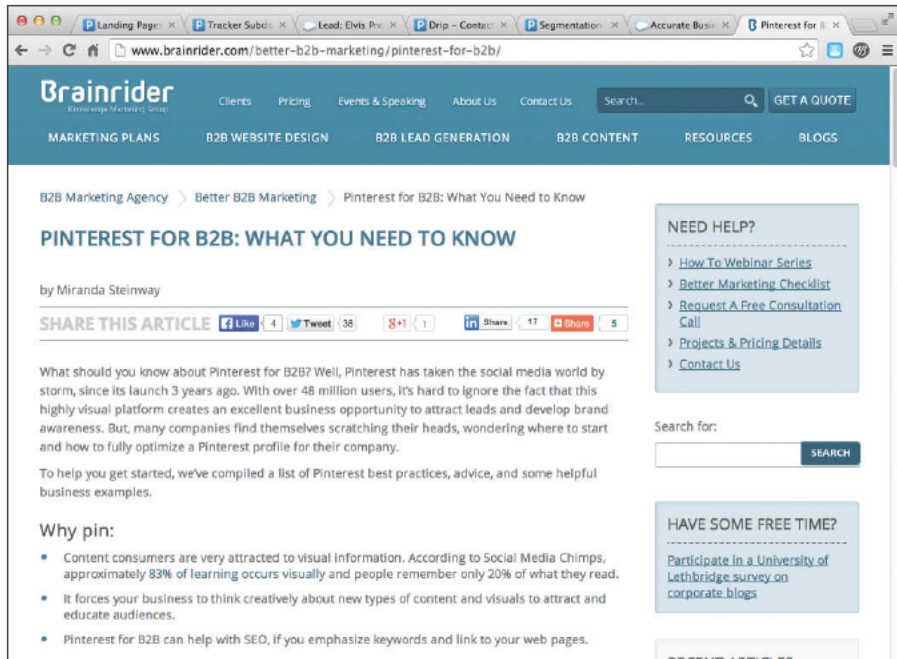 Landing Pages
Tracker Subdo
Lead: Elvis Pre
Drip – Contact
Segmentation
Accurate Busin
Pinterest for B
www.brainrider.com/better-b2b-marketing/pinterest-for-b2b/
Brainrider
Knowledge Marketing Group
Clients Pricing Events & Speaking About Us Contact Us Search... GET A QUOTE
MARKETING PLANS B2B WEBSITE DESIGN B2B LEAD GENERATION B2B CONTENT RESOURCES BLOGS
B2B Marketing Agency Better B2B Marketing Pinterest for B2B: What You Need to Know
PINTEREST FOR B2B: WHAT YOU NEED TO KNOW
by Miranda Steinway
SHARE THIS ARTICLE Like 4 Tweet 38 g+1 1 in Share 17 Share 5
What should you know about Pinterest for B2B? Well, Pinterest has taken the social media world by
storm, since its launch 3 years ago. With over 48 million users, it's hard to ignore the fact that this
highly visual platform creates an excellent business opportunity to attract leads and develop brand
awareness. But, many companies find themselves scratching their heads, wondering where to start
and how to fully optimize a Pinterest profile for their company.
To help you get started, we've compiled a list of Pinterest best practices, advice, and some helpful
business examples.
Why pin:
• Content consumers are very attracted to visual information. According to Social Media Chimps,
approximately 83% of learning occurs visually and people remember only 20% of what they read.
• It forces your business to think creatively about new types of content and visuals to attract and
educate audiences.
• Pinterest for B2B can help with SEO, if you emphasize keywords and link to your web pages.
NEED HELP?
How To Webinar Series
Better Marketing Checklist
Request A Free Consultation
Call
Projects & Pricing Details
Contact Us
Search for:
SEARCH
HAVE SOME FREE TIME?
Participate in a University of
Lethbridge survey on
corporate blogs
RECENT ARTICLES